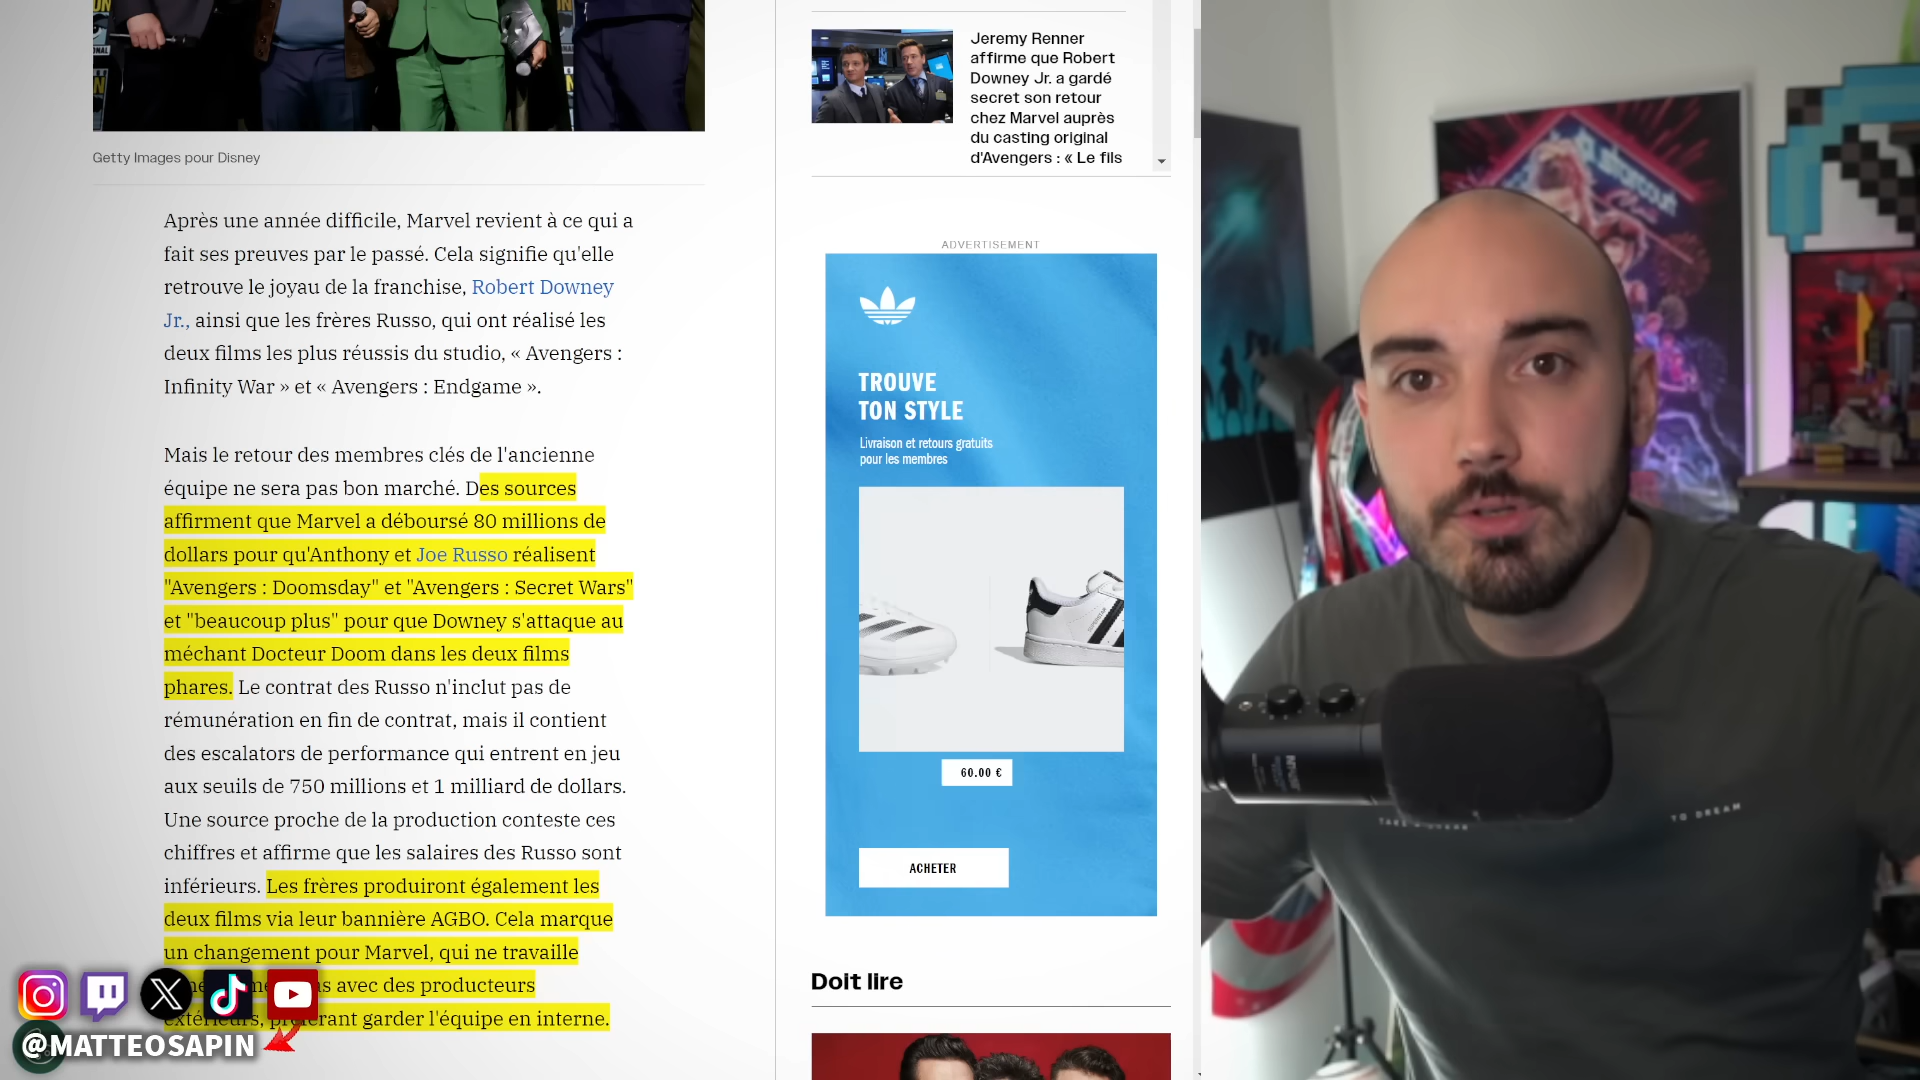 Getty Images pour Disney
Après une année difficile, Marvel revient à ce qui a
fait ses preuves par le passé. Cela signifie qu'elle
retrouve le joyau de la franchise, Robert Downey
Jr., ainsi que les frères Russo, qui ont réalisé les
deux films les plus réussis du studio, « Avengers :
Infinity War » et « Avengers : Endgame ».
Mais le retour des membres clés de l'ancienne
équipe ne sera pas bon marché. Des sources
affirment que Marvel a déboursé 80 millions de
dollars pour qu'Anthony et Joe Russo réalisent
"Avengers : Doomsday" et "Avengers : Secret Wars"
et "beaucoup plus" pour que Downey s'attaque au
méchant Docteur Doom dans les deux films
phares. Le contrat des Russo n'inclut pas de
rémunération en fin de contrat, mais il contient
des escalators de performance qui entrent en jeu
aux seuils de 750 millions et 1 milliard de dollars.
Une source proche de la production conteste ces
chiffres et affirme que les salaires des Russo sont
inférieurs. Les frères produiront également les
deux films via leur bannière AGBO. Cela marque
un changement pour Marvel, qui ne travaille
avec des producteurs
extérieurs, préférant garder l'équipe en interne.
@MATTEOSAPIN
Jeremy Renner
affirme que Robert
Downey Jr. a gardé
secret son retour
chez Marvel auprès
du casting original
d'Avengers : « Le fils
ADVERTISEMENT
TROUVE
TON STYLE
Livraison et retours gratuits
pour les membres
60.00 €
ACHETER
Doit lire
TO DREAM